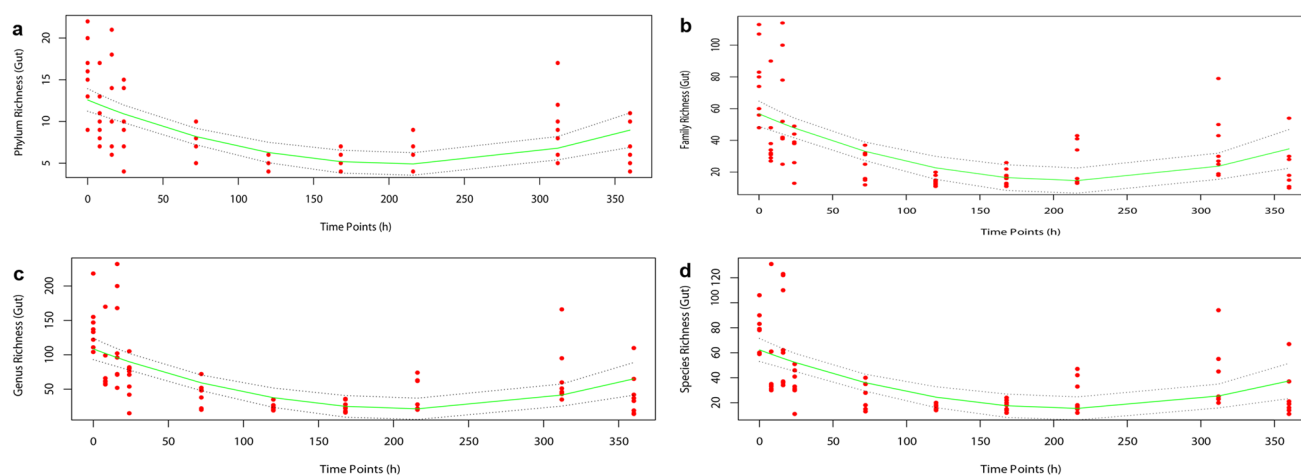 a
Phylum Richness (Gut)
20
15
10
5
0 50 100 150 200 250 300 350
Time Points (h)
b
Family Richness (Gut)
100
80
60
40
20
0 50 100 150 200 250 300 350
Time Points (h)
c
Genus Richness (Gut)
200
150
100
50
0 50 100 150 200 250 300 350
Time Points (h)
d
Species Richness (Gut)
120
100
80
60
40
20
0 50 100 150 200 250 300 350
Time Points (h)